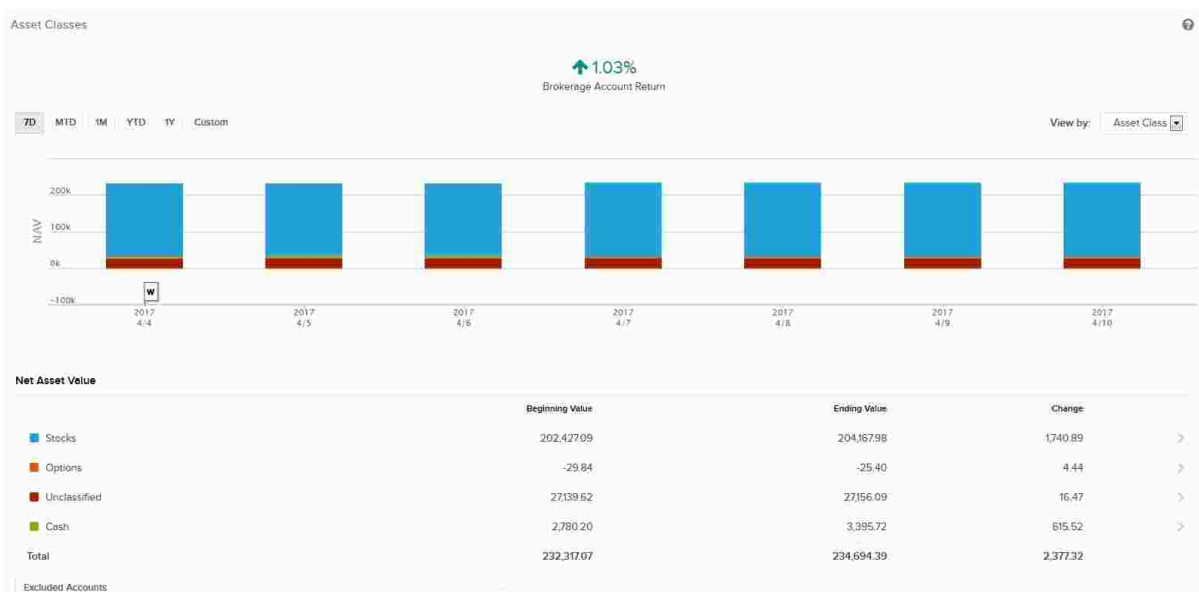 Asset Classes
1.03%
Brokerage Account Return
7D MTD 1M YTD 1Y Custom
View by: Asset Class
NAV
200k
100k
0k
-100k
W
2017 2017 2017 2017 2017 2017 2017
4/4 4/5 4/6 4/7 4/8 4/9 4/10
Net Asset Value
Beginning Value Ending Value Change
Stocks 202,427.09 204,167.98 1,740.89
Options -29.84 -25.40 4.44
Unclassified 27,139.62 27,156.09 16.47
Cash 2,780.20 3,395.72 615.52
Total 232,317.07 234,694.39 2,377.32
Excluded Accounts